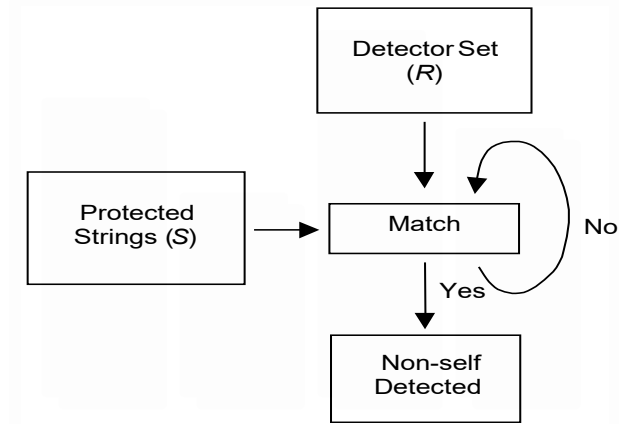 Detector Set
(R)
Protected
Strings (S)
Match
No
Yes
Non-self
Detected